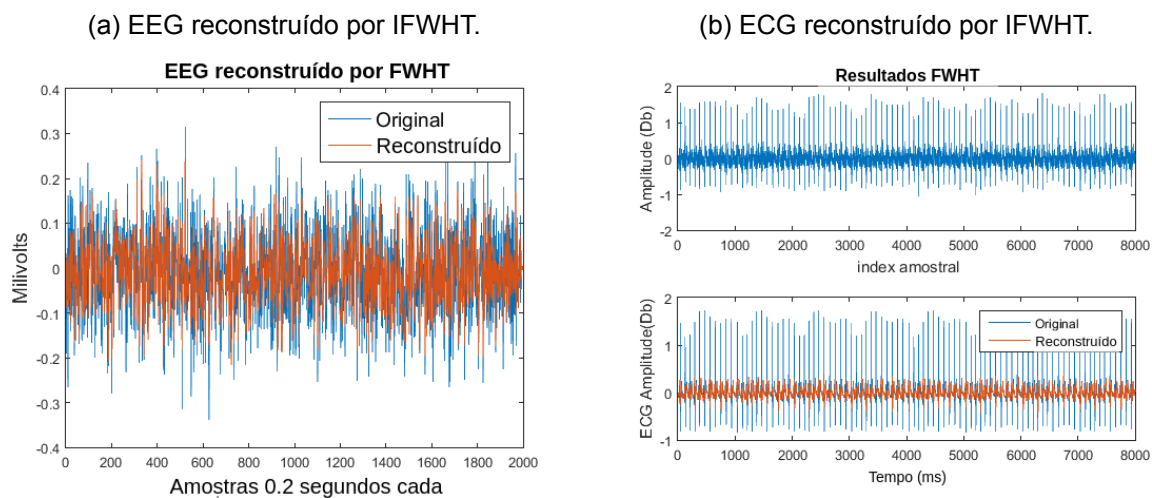 (a) EEG reconstruído por IFWHT.
EEG reconstruído por FWHT
0.4
0.3
0.2
0.1
0
-0.1
-0.2
-0.3
-0.4
Milivolts
Original
Reconstruído
0 200 400 600 800 1000 1200 1400 1600 1800 2000
Amostras 0.2 segundos cada
(b) ECG reconstruído por IFWHT.
Resultados FWHT
2
1
0
-1
-2
Amplitude (Db)
0 1000 2000 3000 4000 5000 6000 7000 8000
index amostral
2
1
0
-1
ECG Amplitude(Db)
Original
Reconstruído
0 1000 2000 3000 4000 5000 6000 7000 8000
Tempo (ms)